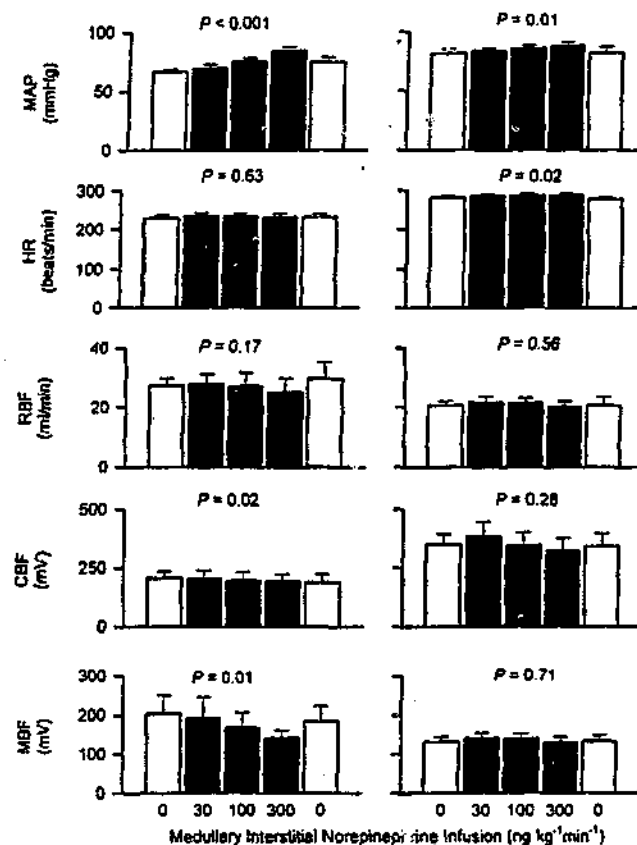 P < 0.001
P = 0.01
MAP
(mmHg)
100
50
0
P = 0.63
P = 0.02
HR
(beats/min)
300
200
100
0
P = 0.17
P = 0.56
RBF
(ml/min)
40
20
0
P = 0.02
P = 0.28
CBF
(mV)
500
250
0
P = 0.01
P = 0.71
MBF
(mV)
300
200
100
0
0 30 100 300 0
0 30 100 300 0
Medullary Interstitial Norepinephrine Infusion (ng kg⁻¹min⁻¹)